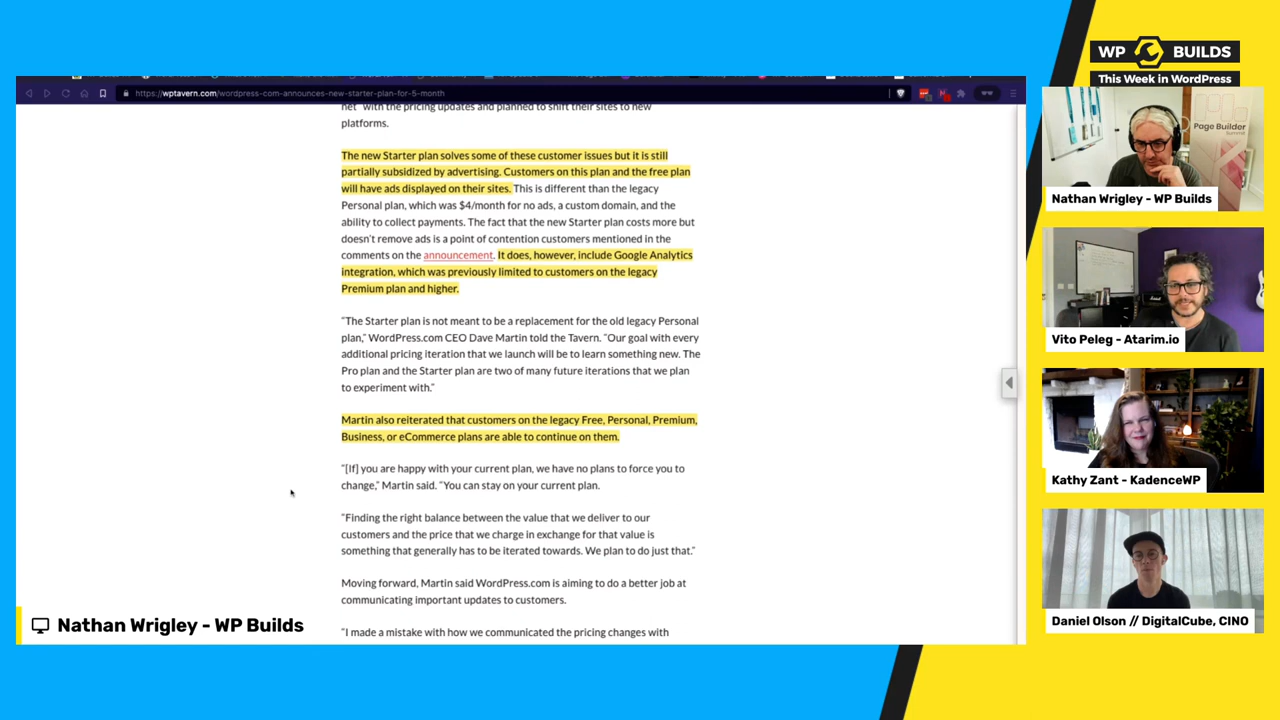 WP BUILDS
This Week in WordPress
https://wptavern.com/wordpress-com-announces-new-starter-plan-for-5-month
net" with the pricing updates and planned to shift their sites to new
platforms.
The new Starter plan solves some of these customer issues but it is still
partially subsidized by advertising. Customers on this plan and the free plan
will have ads displayed on their sites. This is different than the legacy
Personal plan, which was $4/month for no ads, a custom domain, and the
ability to collect payments. The fact that the new Starter plan costs more but
doesn't remove ads is a point of contention customers mentioned in the
comments on the announcement. It does, however, include Google Analytics
integration, which was previously limited to customers on the legacy
Premium plan and higher.
"The Starter plan is not meant to be a replacement for the old legacy Personal
plan," WordPress.com CEO Dave Martin told the Tavern. "Our goal with every
additional pricing iteration that we launch will be to learn something new. The
Pro plan and the Starter plan are two of many future iterations that we plan
to experiment with."
Martin also reiterated that customers on the legacy Free, Personal, Premium,
Business, or eCommerce plans are able to continue on them.
"[If] you are happy with your current plan, we have no plans to force you to
change," Martin said. "You can stay on your current plan.
"Finding the right balance between the value that we deliver to our
customers and the price that we charge in exchange for that value is
something that generally has to be iterated towards. We plan to do just that."
Moving forward, Martin said WordPress.com is aiming to do a better job at
communicating important updates to customers.
"I made a mistake with how we communicated the pricing changes with
Nathan Wrigley - WP Builds
Page Builder
Summit
Nathan Wrigley - WP Builds
Vito Peleg - Atarim.io
Kathy Zant - KadenceWP
Daniel Olson // DigitalCube, CINO